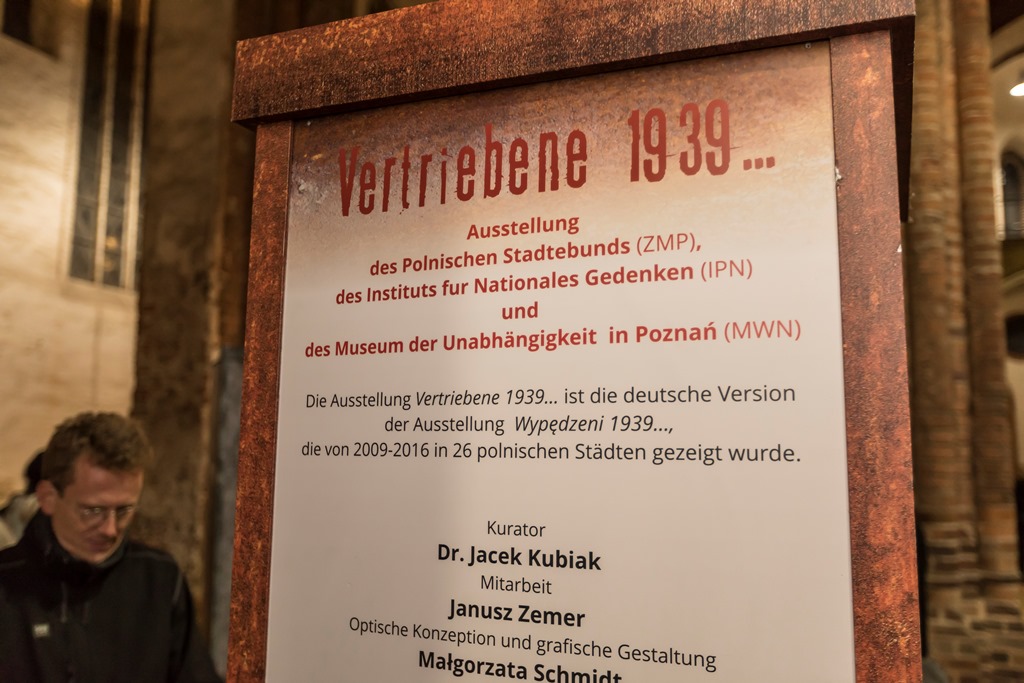 Vertriebene 1939...
Ausstellung
des Polnischen Stadtebunds (ZMP),
des Instituts fur Nationales Gedenken (IPN)
und
des Museum der Unabhängigkeit in Poznań (MWN)
Die Ausstellung Vertriebene 1939... ist die deutsche Version
der Ausstellung Wypędzeni 1939...,
die von 2009-2016 in 26 polnischen Städten gezeigt wurde.
Kurator
Dr. Jacek Kubiak
Mitarbeit
Janusz Zemer
Optische Konzeption und grafische Gestaltung
Małgorzata Schmidt